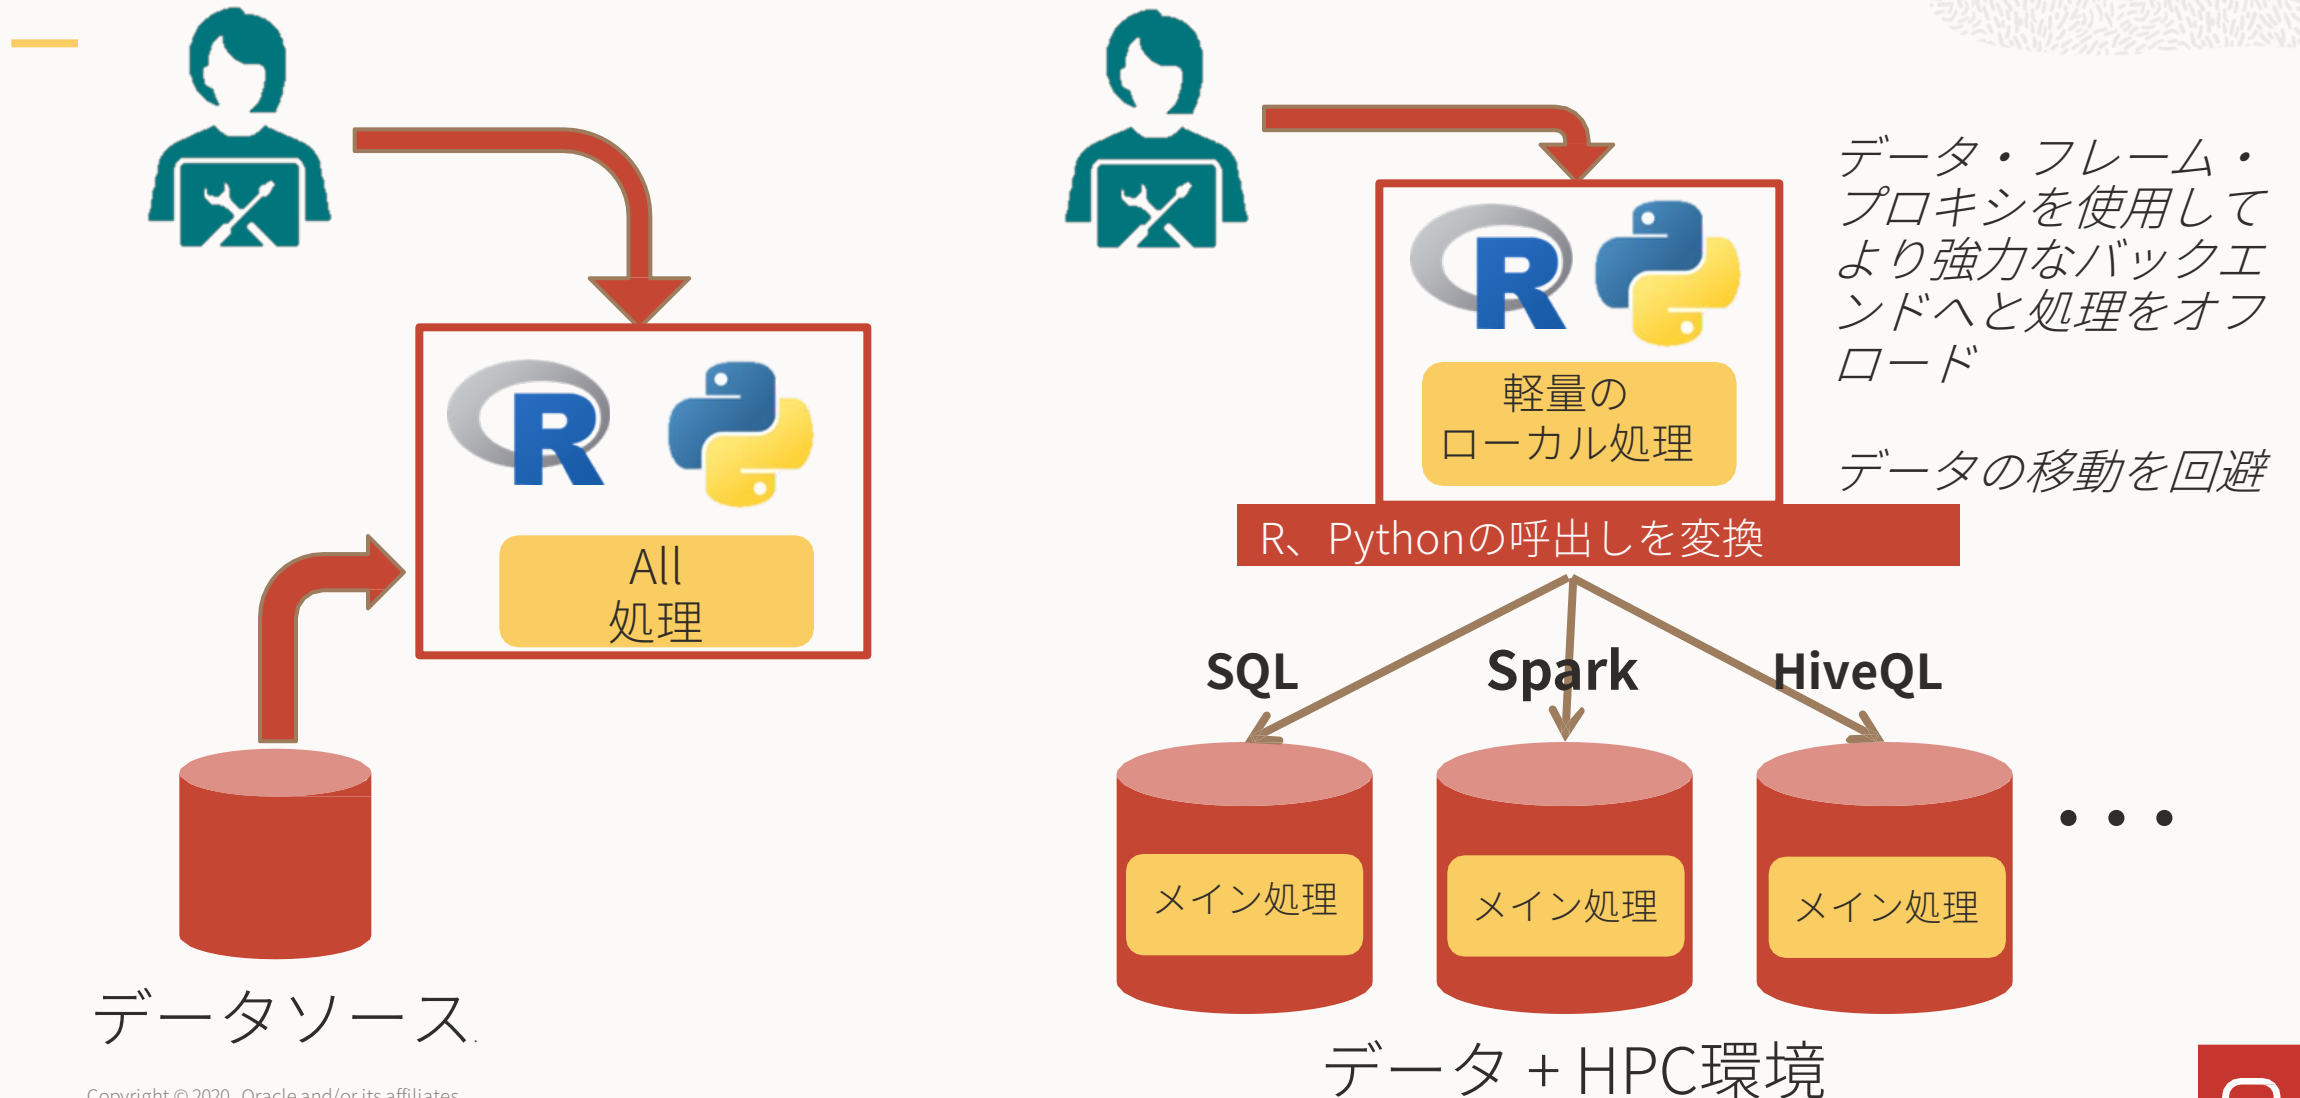 All
処理
データソース
Copyright © 2020, Oracle and/or its affiliates
R
軽量の
ローカル処理
R、Pythonの呼出しを変換
SQL
Spark
HiveQL
メイン処理
メイン処理
メイン処理
・・・
データ + HPC環境
データ・フレーム・
プロキシを使用して
より強力なバックエ
ンドへと処理をオフ
ロード
データの移動を回避
R